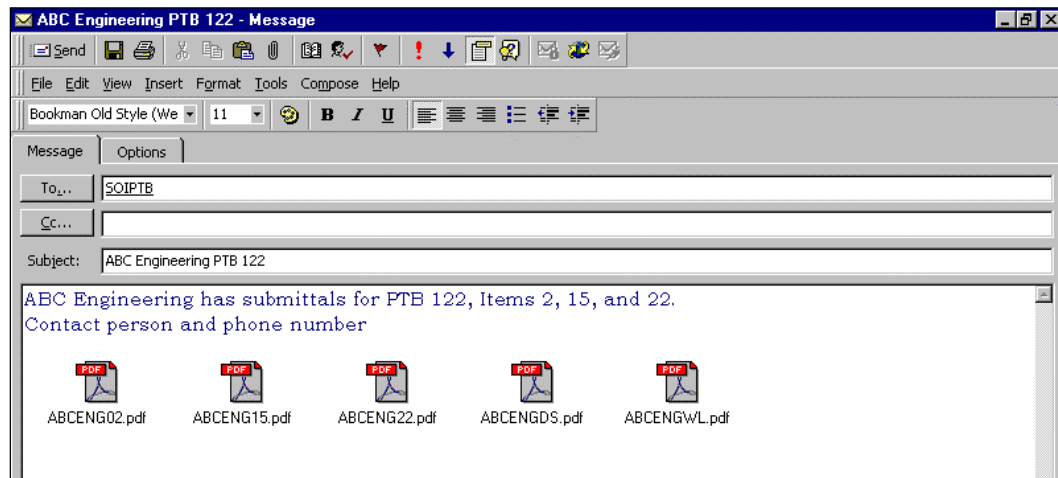 ABC Engineering PTB 122 - Message
Send
File Edit View Insert Format Tools Compose Help
Bookman Old Style (We 11 B I U
Message Options
To... SOIPTB
Cc...
Subject: ABC Engineering PTB 122
ABC Engineering has submittals for PTB 122, Items 2, 15, and 22.
Contact person and phone number
PDF PDF PDF PDF PDF
ABCENG02.pdf ABCENG15.pdf ABCENG22.pdf ABCENGDS.pdf ABCENGWL.pdf